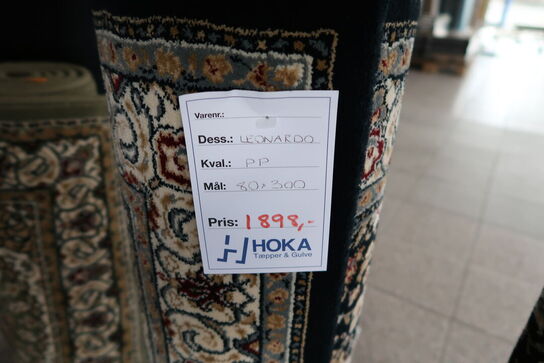 Varenr.:
Dess.: LEONARDO
Kval.: PP
Mål: 80x300
Pris: 1898,-
HOKA
Tæpper & Gulve